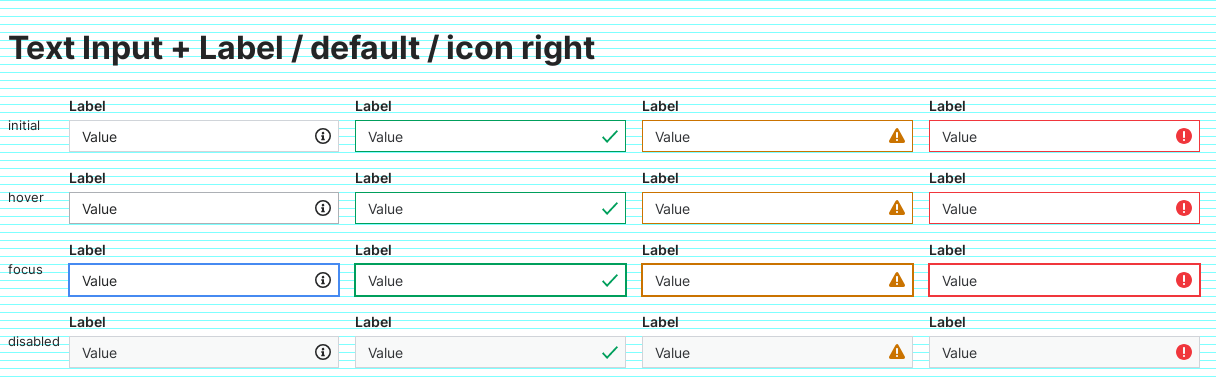 Text Input + Label / default / icon right
Label Label Label Label
initial Value Value Value Value
Label Label Label Label
hover Value Value Value Value
Label Label Label Label
focus Value Value Value Value
Label Label Label Label
disabled Value Value Value Value